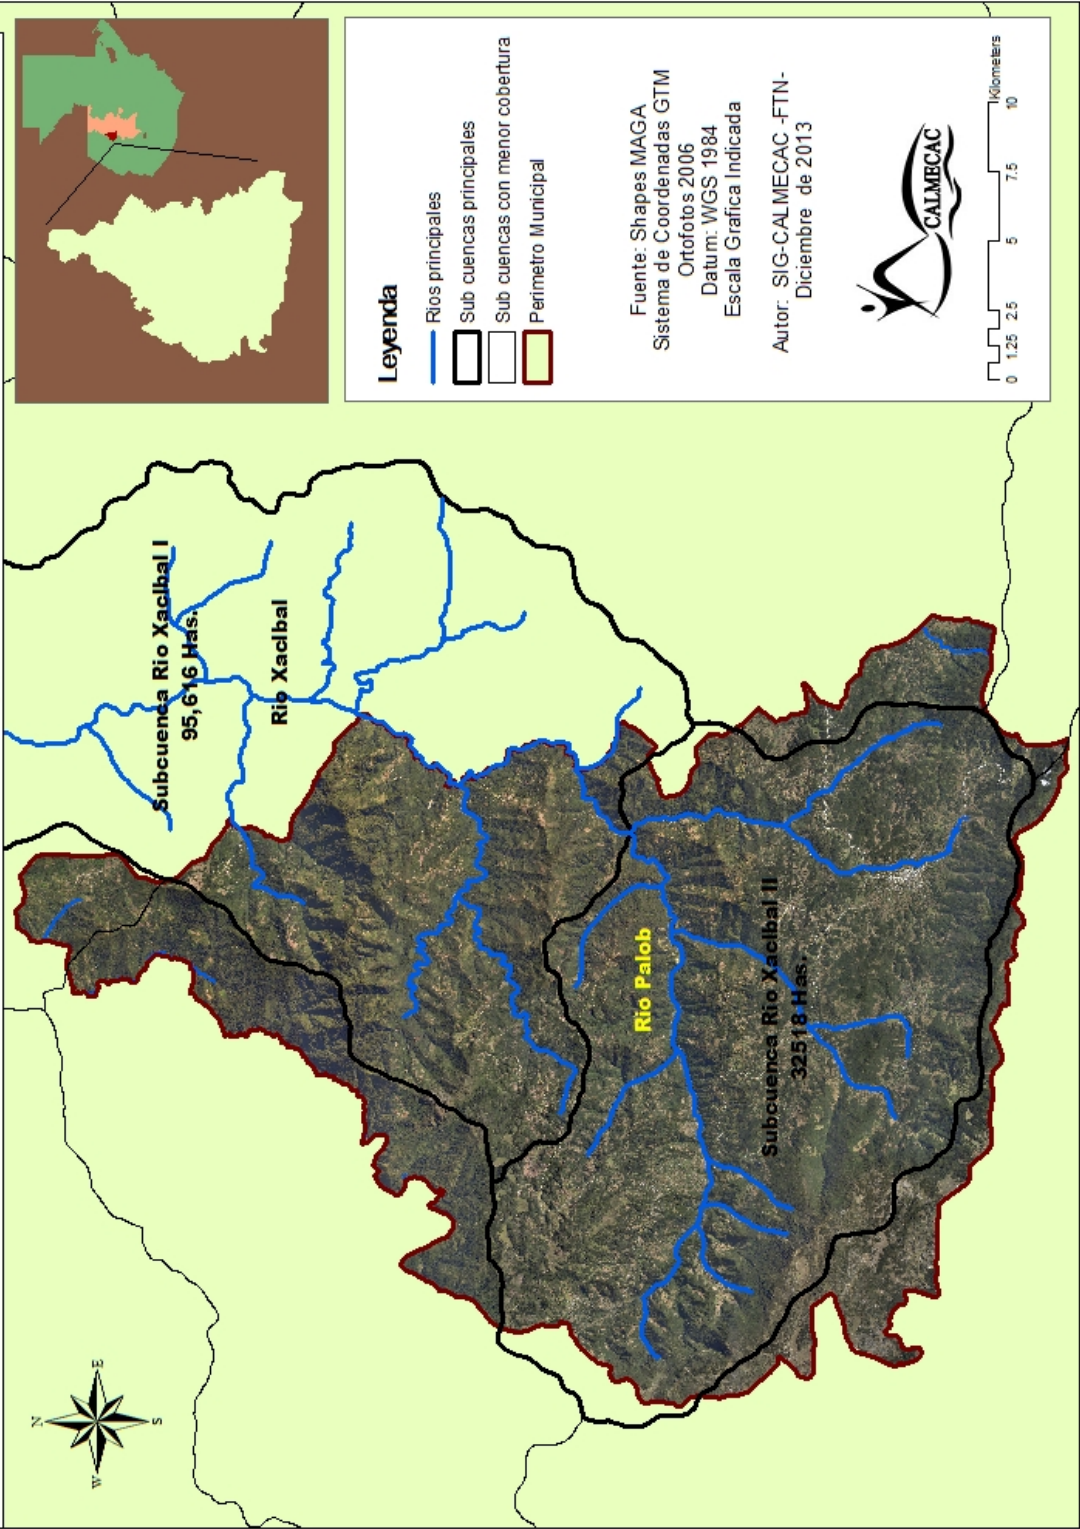 N
W
E
S
Subcuenca Rio Xaclbal I
95,616 Has.
Rio Xaclbal
Rio Palob
Subcuenca Rio Xaclbal II
32518 Has.
Leyenda
Rios principales
Sub cuencas principales
Sub cuencas con menor cobertura
Perimetro Municipal
Fuente: Shapes MAGA
Sistema de Coordenadas GTM
Ortofotos 2006
Datum: WGS 1984
Escala Grafica Indicada
Autor: SIG-CALMECAC -FTN-
Diciembre de 2013
CALMECAC
0 1.25 2.5 5 7.5 10
Kilometers